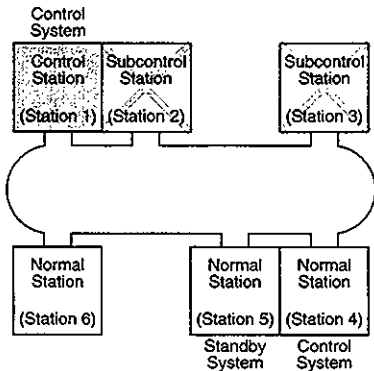 Control
System
Control
Station
(Station 1)
Subcontrol
Station
(Station 2)
Subcontrol
Station
(Station 3)
Normal
Station
(Station 6)
Normal
Station
(Station 5)
Normal
Station
(Station 4)
Standby
System
Control
System